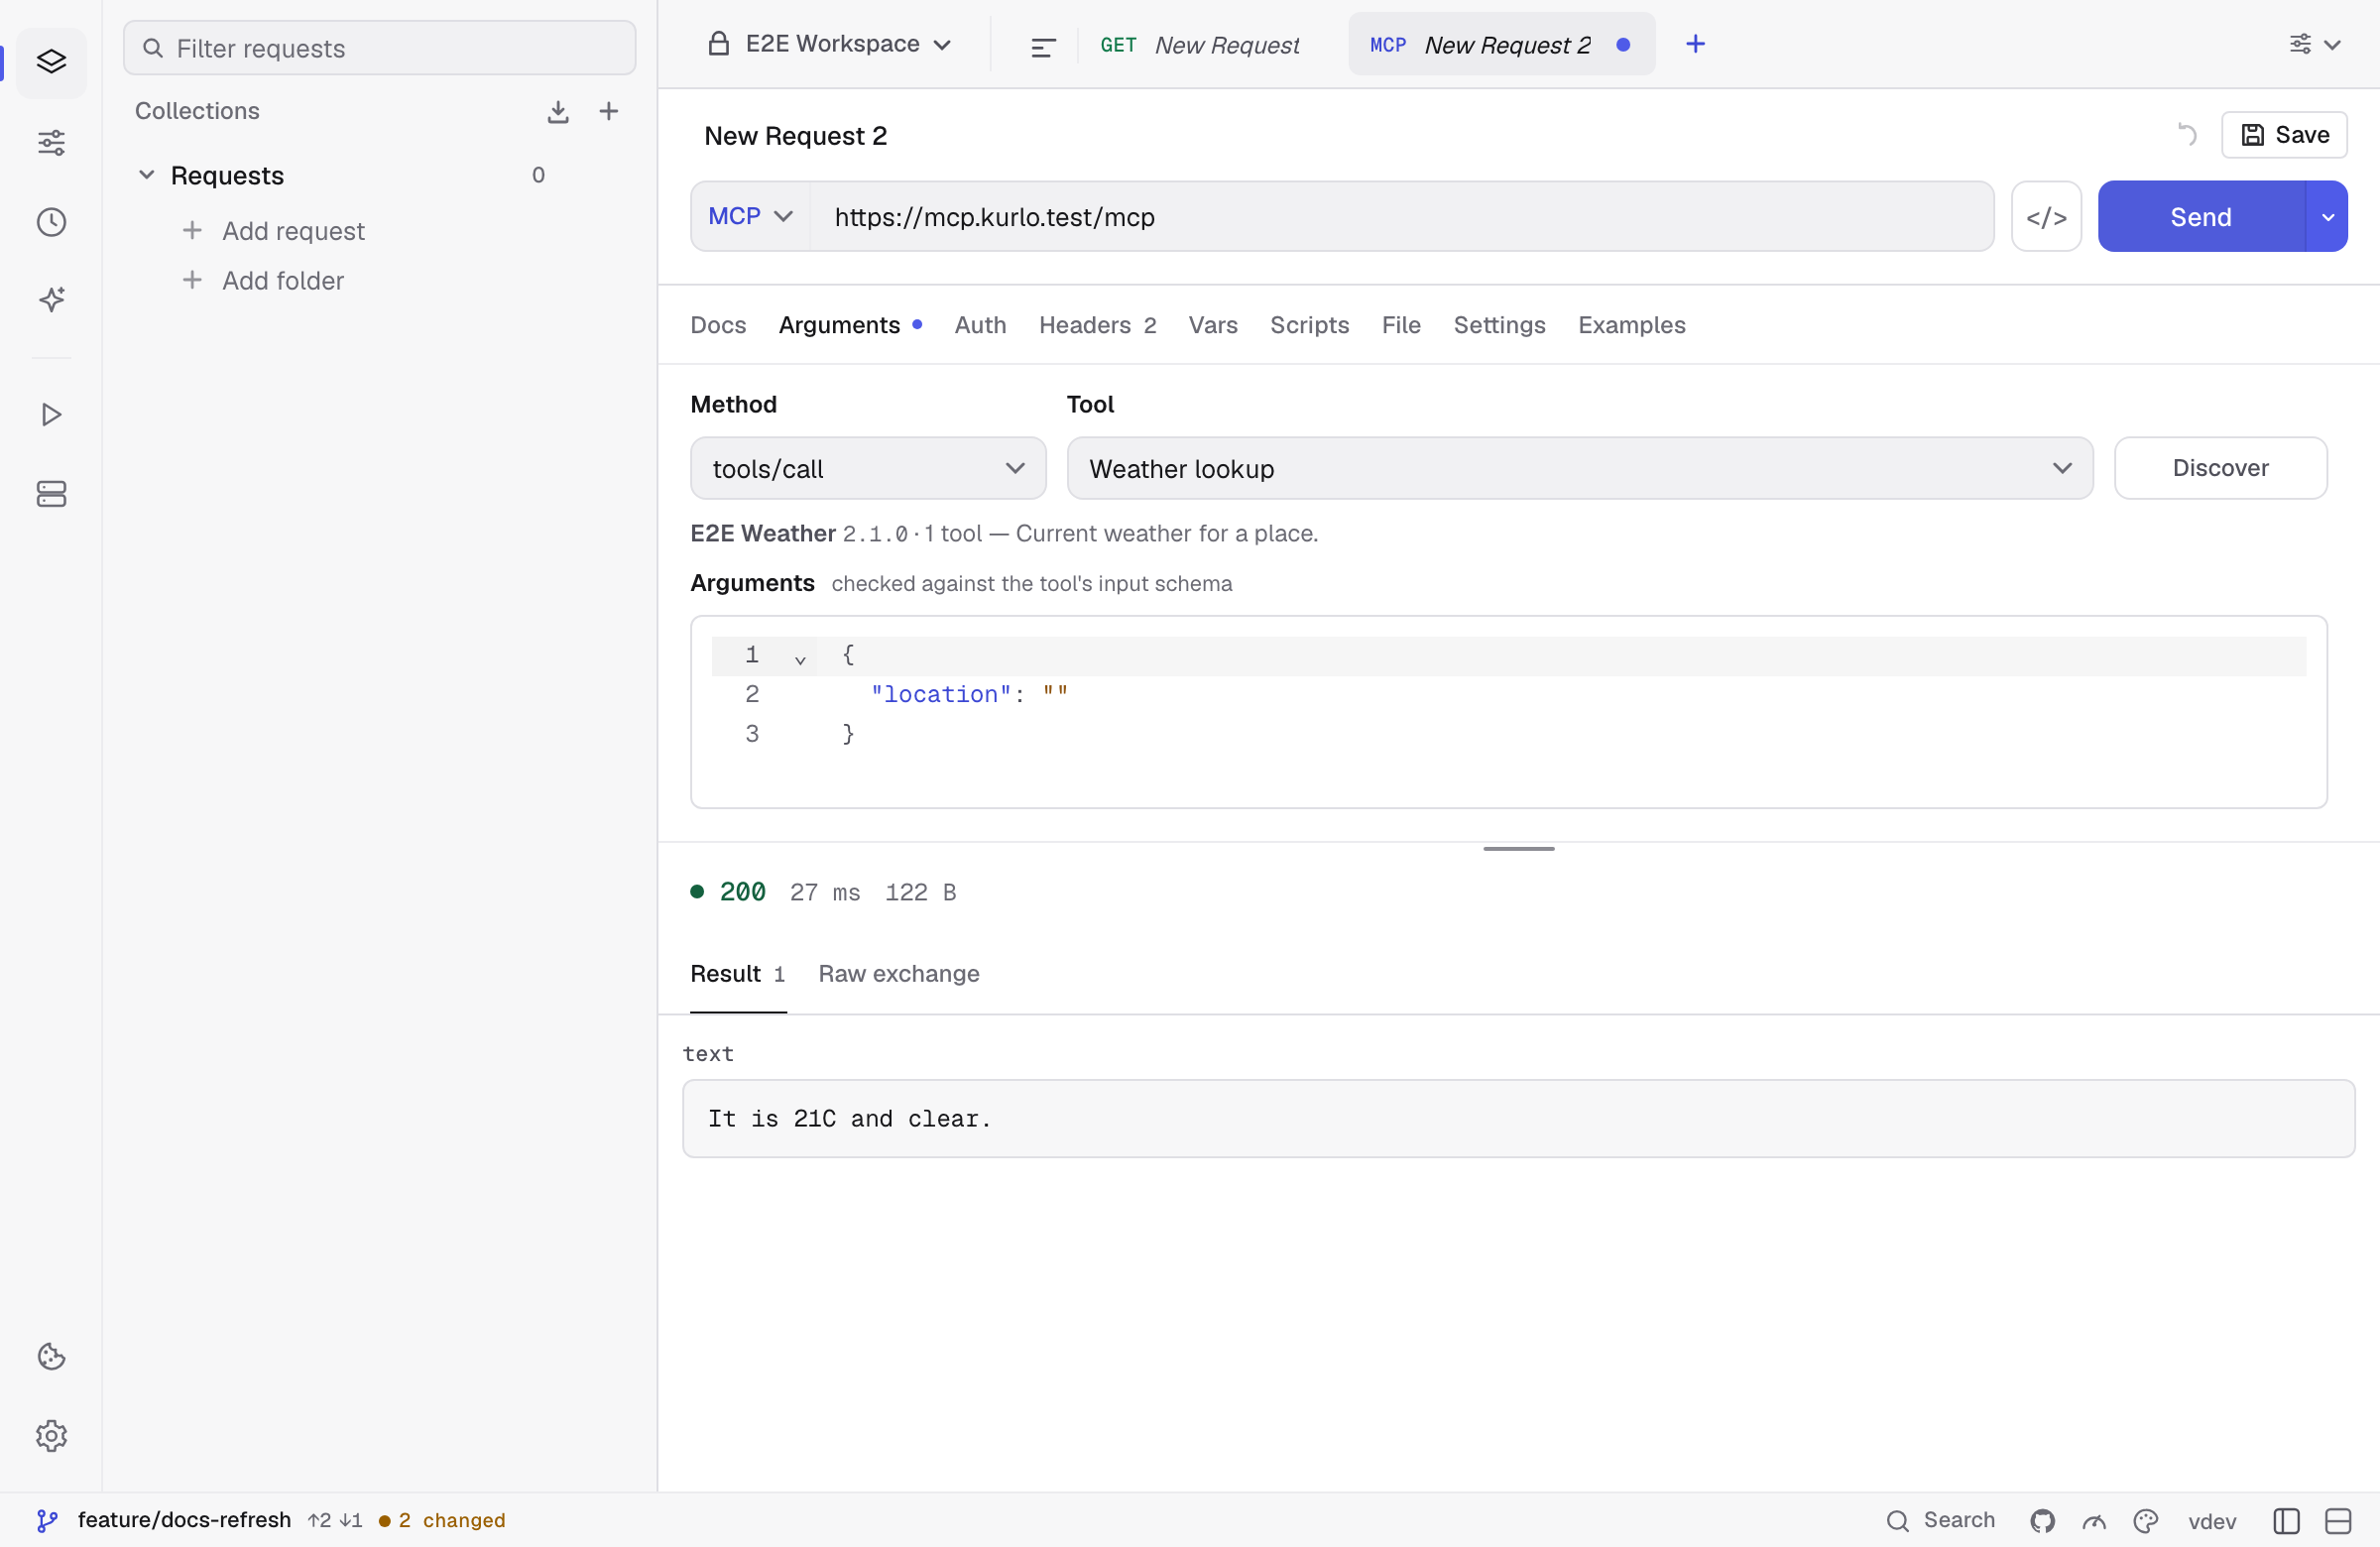 Filter requests
Collections
Requests 0
Add request
Add folder
E2E Workspace
GET New Request
MCP New Request 2
New Request 2
Save
MCP https://mcp.kurlo.test/mcp
</> Send
Docs Arguments Auth Headers 2 Vars Scripts File Settings Examples
Method Tool
tools/call Weather lookup Discover
E2E Weather 2.1.0 · 1 tool — Current weather for a place.
Arguments checked against the tool's input schema
1 {
2 "location": ""
3 }
200 27 ms 122 B
Result 1 Raw exchange
text
It is 21C and clear.
feature/docs-refresh ↑2 ↓1 2 changed
Search vdev